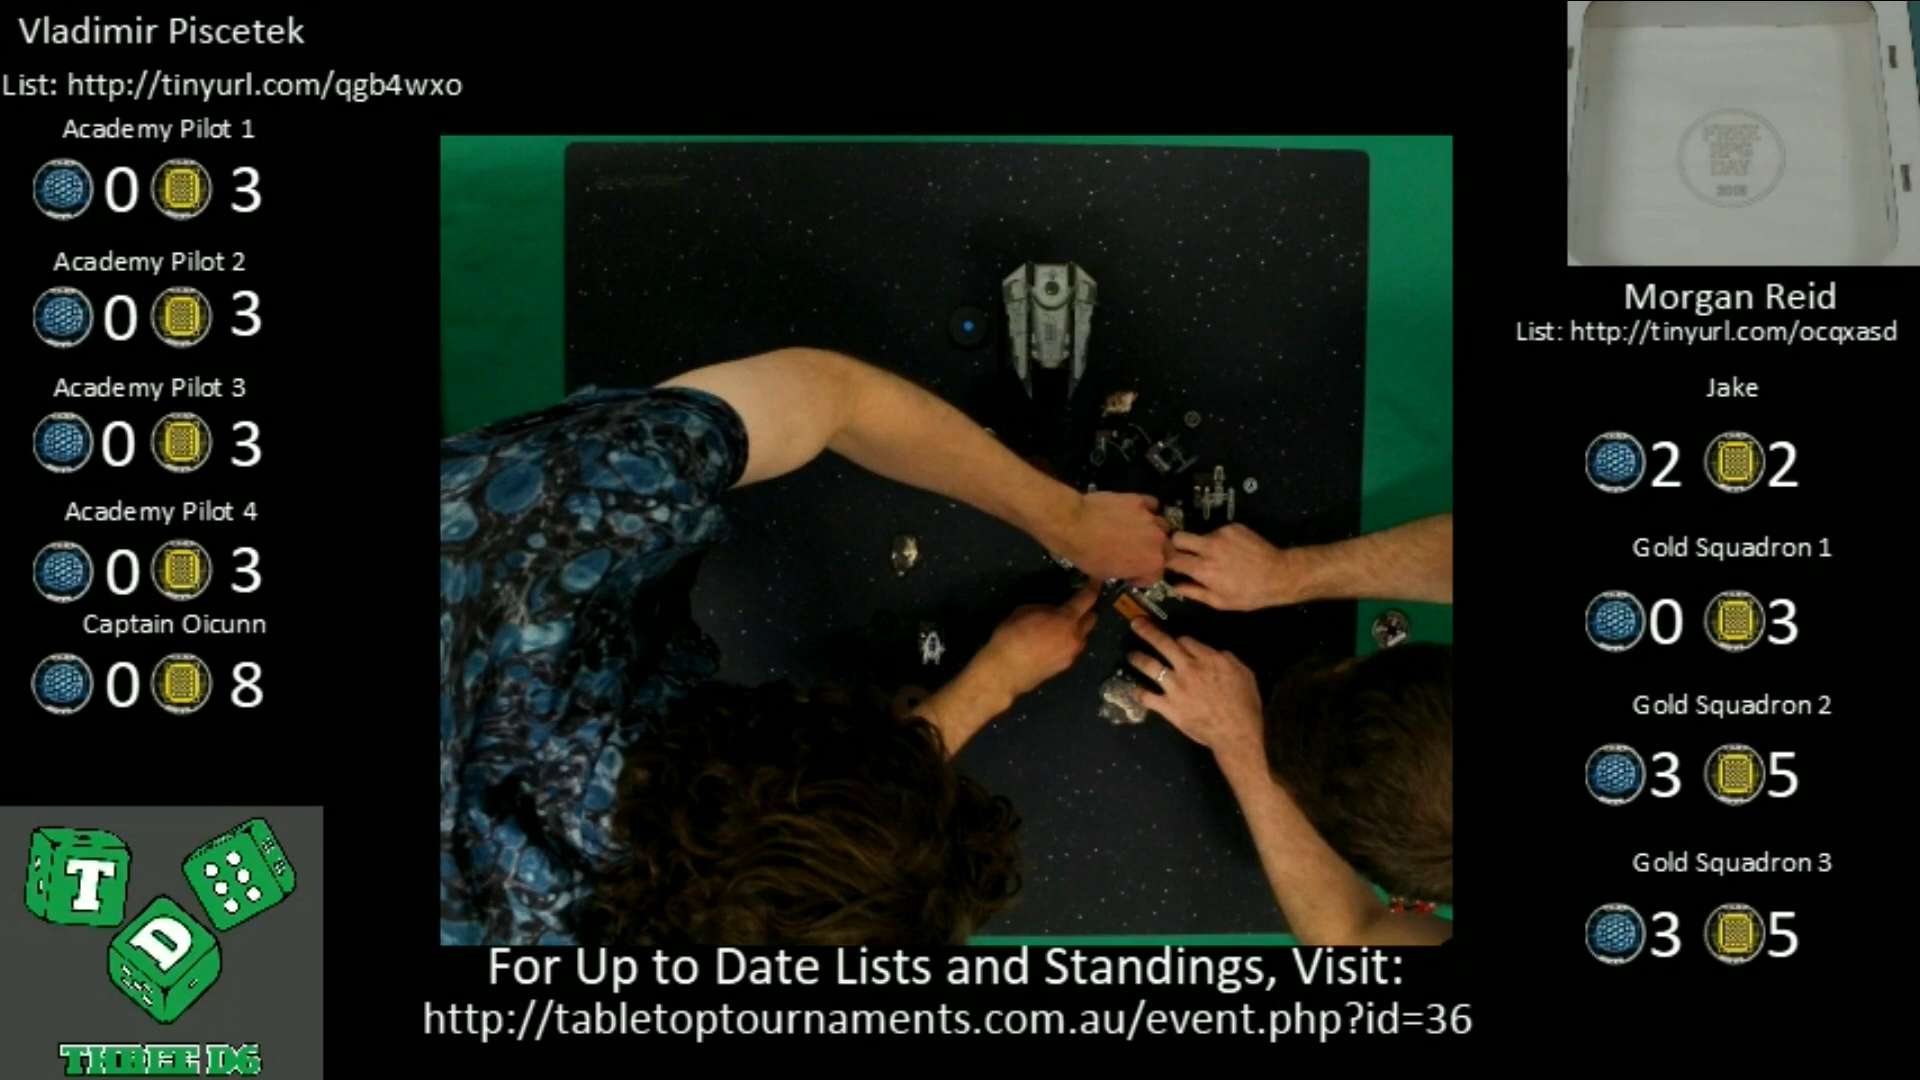 Vladimir Piscetek
List: http://tinyurl.com/qgb4wxo
Academy Pilot 1
0 3
Academy Pilot 2
0 3
Academy Pilot 3
0 3
Academy Pilot 4
0 3
Captain Oicunn
0 8
T
D
THREE D6
FREE
RPG
DAY
Morgan Reid
List: http://tinyurl.com/ocqxasd
Jake
2 2
Gold Squadron 1
0 3
Gold Squadron 2
3 5
Gold Squadron 3
3 5
For Up to Date Lists and Standings, Visit:
http://tabletoptournaments.com.au/event.php?id=36